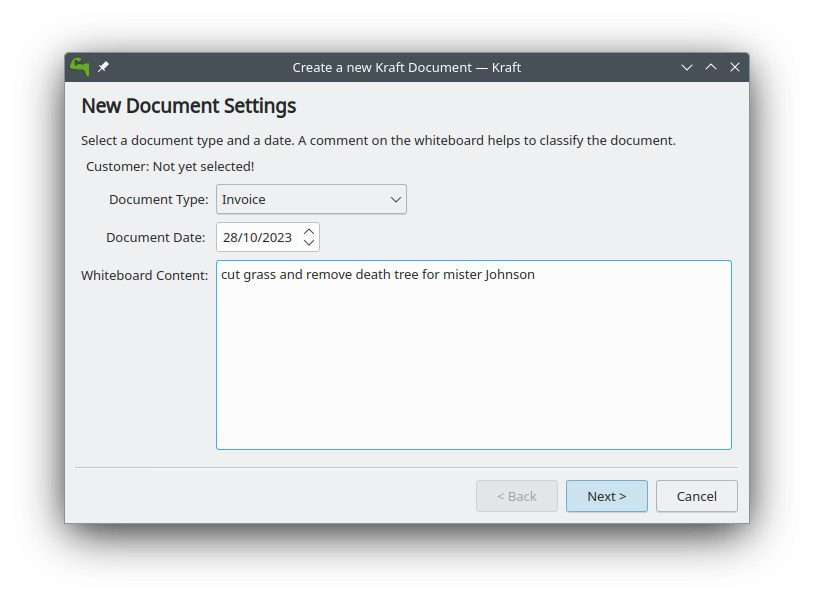 Create a new Kraft Document — Kraft
New Document Settings
Select a document type and a date. A comment on the whiteboard helps to classify the document.
Customer: Not yet selected!
Document Type: Invoice
Document Date: 28/10/2023
Whiteboard Content: cut grass and remove death tree for mister Johnson
< Back Next > Cancel